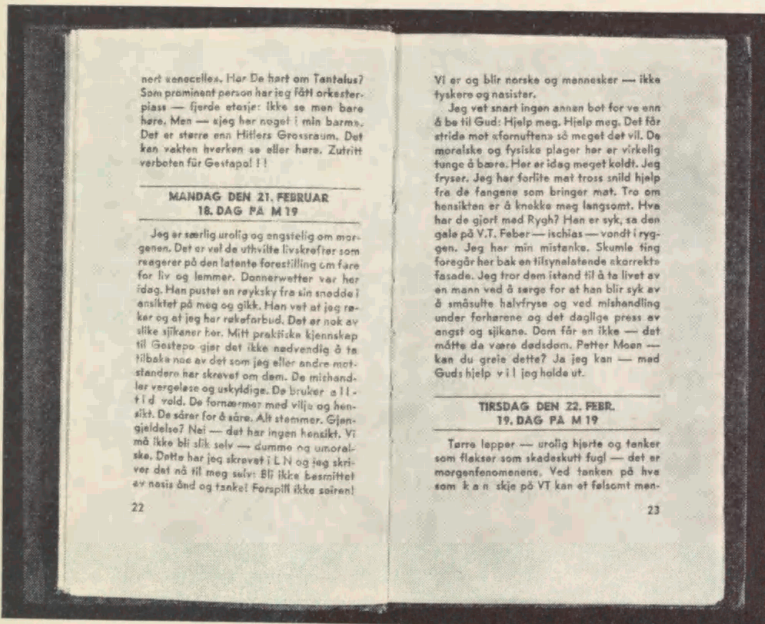 nert «enecelle». Har De hørt om Tantalus?
Som prominent person har jeg fått orkester-
plass — fjerde etasje: Ikke se men bare
høre. Men — «jeg har noget i min barm».
Det er større enn Hitlers Grossraum. Det
kan vakten hverken se eller høre. Zutritt
verboten für Gestapo! ! !
MANDAG DEN 21. FEBRUAR
18. DAG PÅ M 19
Jeg er særlig urolig og engstelig om mor-
genen. Det er vel de uthvilte livskrefter som
reagerer på den latente forestilling om fare
for liv og lemmer. Donnerwetter var her
idag. Han pustet en røyksky fra sin snadde i
ansiktet på meg og gikk. Han vet at jeg rø-
ker og at jeg har røkeforbud. Det er nok av
slike sjikaner her. Mitt praktiske kjennskap
til Gestapo gjør det ikke nødvendig å ta
tilbake noe av det som jeg eller andre mot-
standere har skrevet om dem. De mishand-
ler vergeløse og uskyldige. De bruker a l l -
t i d vold. De fornærmer med vilje og hen-
sikt. De sårer for å såre. Alt stemmer. Gjen-
gjeldelse? Nei — det har ingen hensikt. Vi
må ikke bli slik selv — dumme og umoral-
ske. Dette har jeg skrevet i L N og jeg skri-
ver det nå til meg selv: Bli ikke besmittet
av nasis ånd og tanke! Forspill ikke seiren!
22
Vi er og blir norske og mennesker — ikke
tyskere og nasister.
Jeg vet snart ingen annen bot for ve enn
å be til Gud: Hjelp meg. Hjelp meg. Det får
stride mot «fornuften» så meget det vil. De
moralske og fysiske plager her er virkelig
tunge å bære. Her er idag meget koldt. Jeg
fryser. Jeg har forlite mat tross snild hjelp
fra de fangene som bringer mat. Tro om
hensikten er å knekke meg langsomt. Hva
har de gjort med Rygh? Han er syk, sa den
gale på V.T. Feber — ischias — vondt i ryg-
gen. Jeg har min mistanke. Skumle ting
foregår her bak en tilsynelatende «korrekt»
fasade. Jeg tror dem istand til å ta livet av
en mann ved å sørge for at han blir syk av
å småsulte halvfryse og ved mishandling
under forhørene og det daglige press av
angst og sjikane. Dom får en ikke — det
måtte da være dødsdom. Petter Moen —
kan du greie dette? Ja jeg kan — med
Guds hjelp v i l jeg holde ut.
TIRSDAG DEN 22. FEBR.
19. DAG PÅ M 19
Tørre lepper — urolig hjerte og tanker
som flakser som skadeskutt fugl — det er
morgenfenomenene. Ved tanken på hva
som k a n skje på VT kan et følsomt men-
23